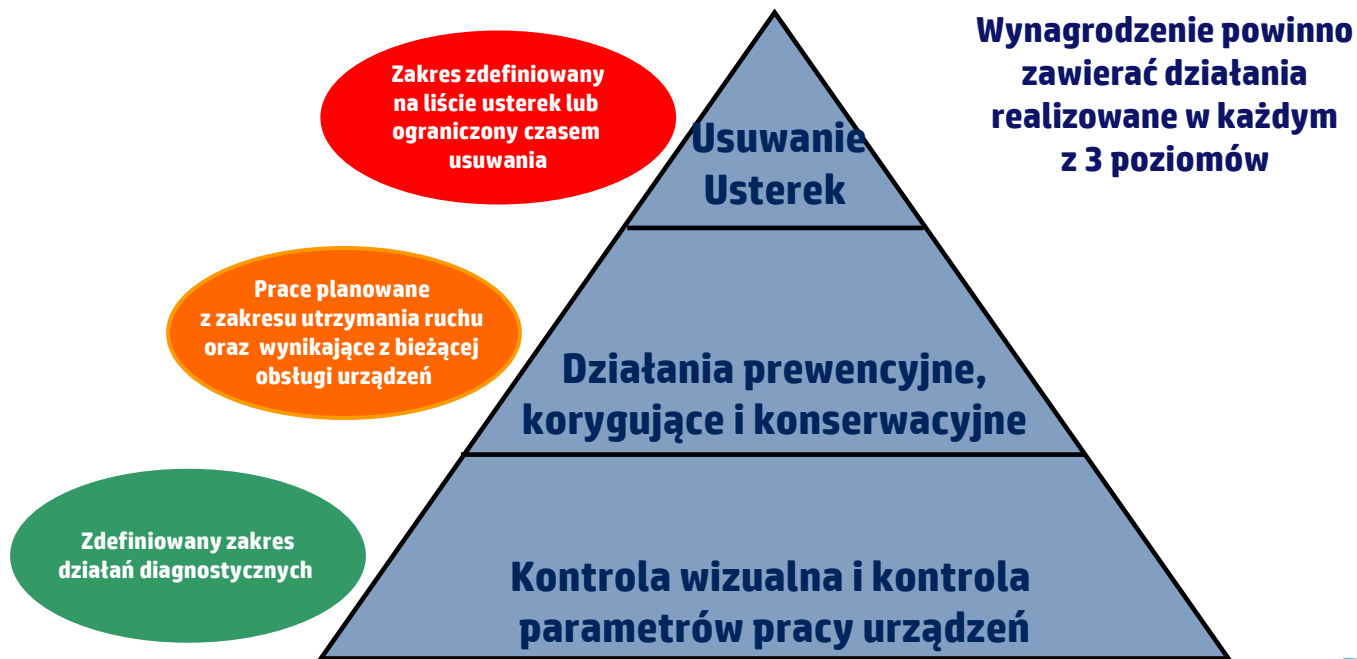 Wynagrodzenie powinno
zawierać działania
realizowane w każdym
z 3 poziomów
Zakres zdefiniowany
na liście usterek lub
ograniczony czasem
usuwania
Usuwanie
Usterek
Prace planowane
z zakresu utrzymania ruchu
oraz wynikające z bieżącej
obsługi urządzeń
Działania prewencyjne,
korygujące i konserwacyjne
Zdefiniowany zakres
działań diagnostycznych
Kontrola wizualna i kontrola
parametrów pracy urządzeń